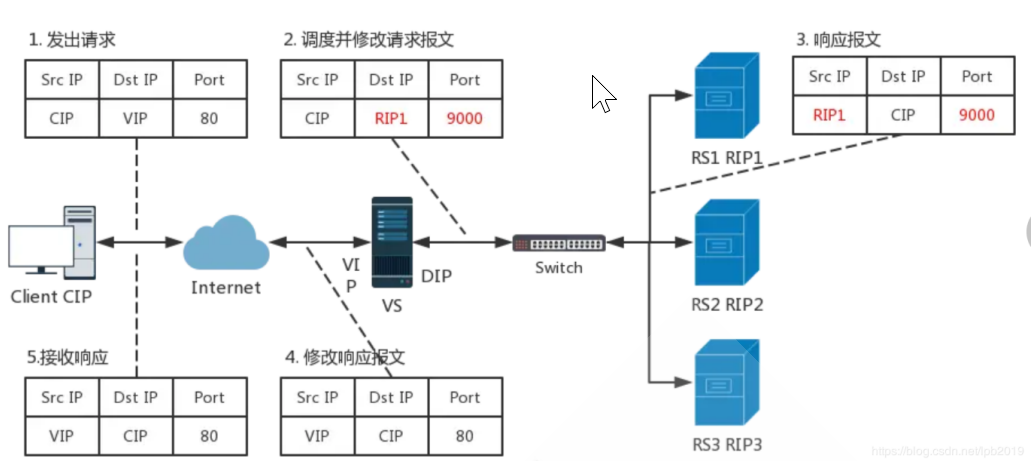 1. 发出请求
Src IP Dst IP Port
CIP VIP 80
2. 调度并修改请求报文
Src IP Dst IP Port
CIP RIP1 9000
3. 响应报文
Src IP Dst IP Port
RIP1 CIP 9000
RS1 RIP1
Client CIP
Internet
VI
P
VS
DIP
Switch
RS2 RIP2
5.接收响应
Src IP Dst IP Port
VIP CIP 80
4. 修改响应报文
Src IP Dst IP Port
VIP CIP 80
RS3 RIP3
https://blog.csdn.net/lpb2019